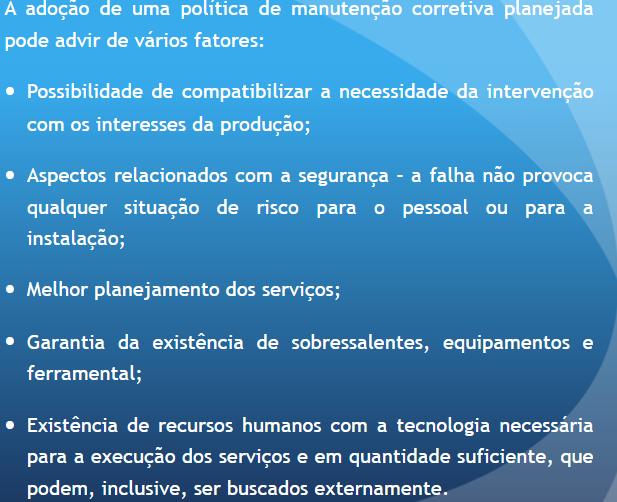 A adoção de uma política de manutenção corretiva planejada
pode advir de vários fatores:
• Possibilidade de compatibilizar a necessidade da intervenção
com os interesses da produção;
• Aspectos relacionados com a segurança – a falha não provoca
qualquer situação de risco para o pessoal ou para a
instalação;
• Melhor planejamento dos serviços;
• Garantia da existência de sobressalentes, equipamentos e
ferramental;
• Existência de recursos humanos com a tecnologia necessária
para a execução dos serviços e em quantidade suficiente, que
podem, inclusive, ser buscados externamente.